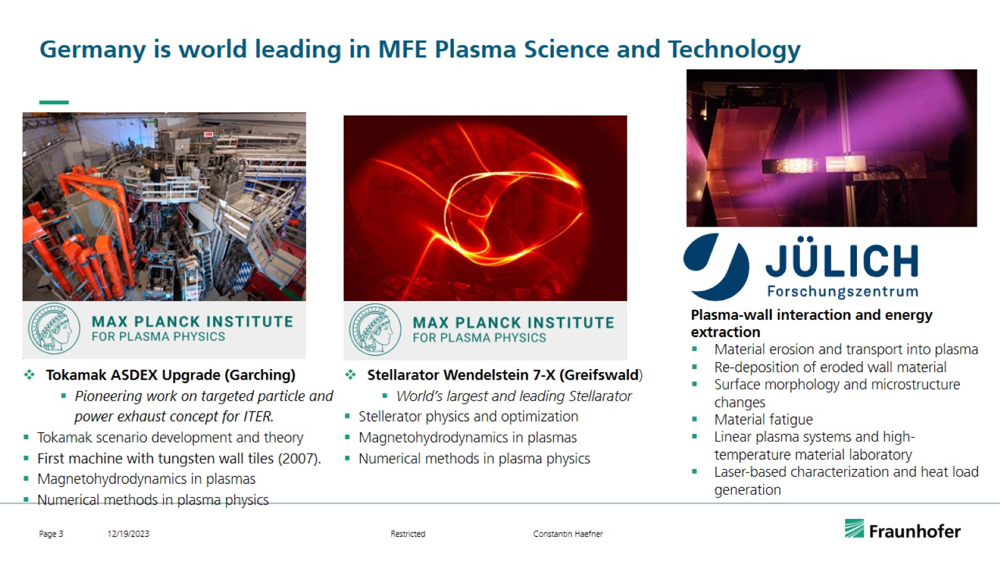 Germany is world leading in MFE Plasma Science and Technology
ABB
MAX PLANCK INSTITUTE
FOR PLASMA PHYSICS
Tokamak ASDEX Upgrade (Garching)
Pioneering work on targeted particle and
power exhaust concept for ITER.
Tokamak scenario development and theory
First machine with tungsten wall tiles (2007).
Magnetohydrodynamics in plasmas
Numerical methods in plasma physics
MAX PLANCK INSTITUTE
FOR PLASMA PHYSICS
Stellarator Wendelstein 7-X (Greifswald)
World's largest and leading Stellarator
Stellerator physics and optimization
Magnetohydrodynamics in plasmas
Numerical methods in plasma physics
JÜLICH
Forschungszentrum
Plasma-wall interaction and energy
extraction
Material erosion and transport into plasma
Re-deposition of eroded wall material
Surface morphology and microstructure
changes
Material fatigue
Linear plasma systems and high-
temperature material laboratory
Laser-based characterization and heat load
generation
Page 3
12/19/2023
Restricted
Constantin Haefner
Fraunhofer